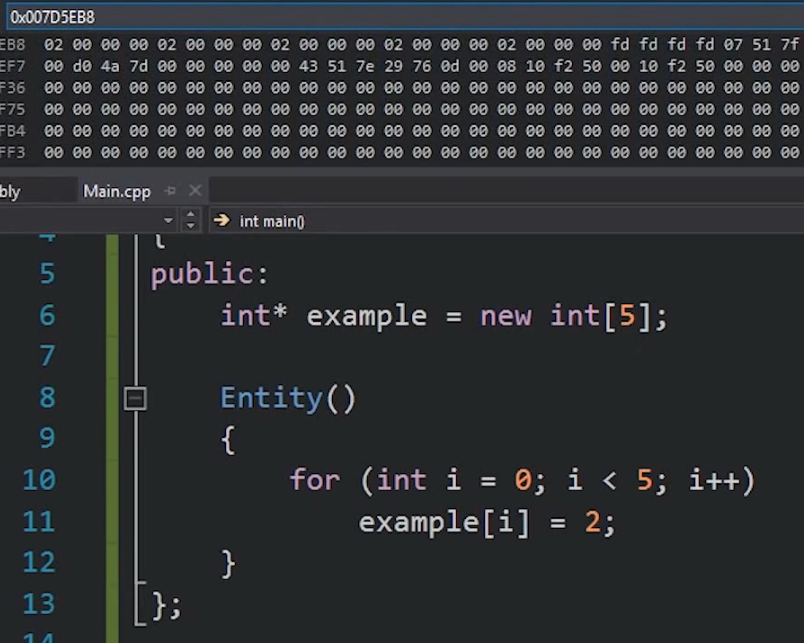 0x007D5EB8
EB8 02 00 00 00 02 00 00 00 02 00 00 00 02 00 00 00 02 00 00 00 fd fd fd fd 07 51 7f
EF7 00 d0 4a 7d 00 00 00 00 00 43 51 7e 29 76 0d 00 08 10 f2 50 00 10 f2 50 00 00 00
F36 00 00 00 00 00 00 00 00 00 00 00 00 00 00 00 00 00 00 00 00 00 00 00 00 00 00 00
F75 00 00 00 00 00 00 00 00 00 00 00 00 00 00 00 00 00 00 00 00 00 00 00 00 00 00 00
FB4 00 00 00 00 00 00 00 00 00 00 00 00 00 00 00 00 00 00 00 00 00 00 00 00 00 00 00
FF3 00 00 00 00 00 00 00 00 00 00 00 00 00 00 00 00 00 00 00 00 00 00 00 00 00 00 00
bly Main.cpp
int main()
4 {
5 public:
6 int* example = new int[5];
7
8 Entity()
9 {
10 for (int i = 0; i < 5; i++)
11 example[i] = 2;
12 }
13 };
14